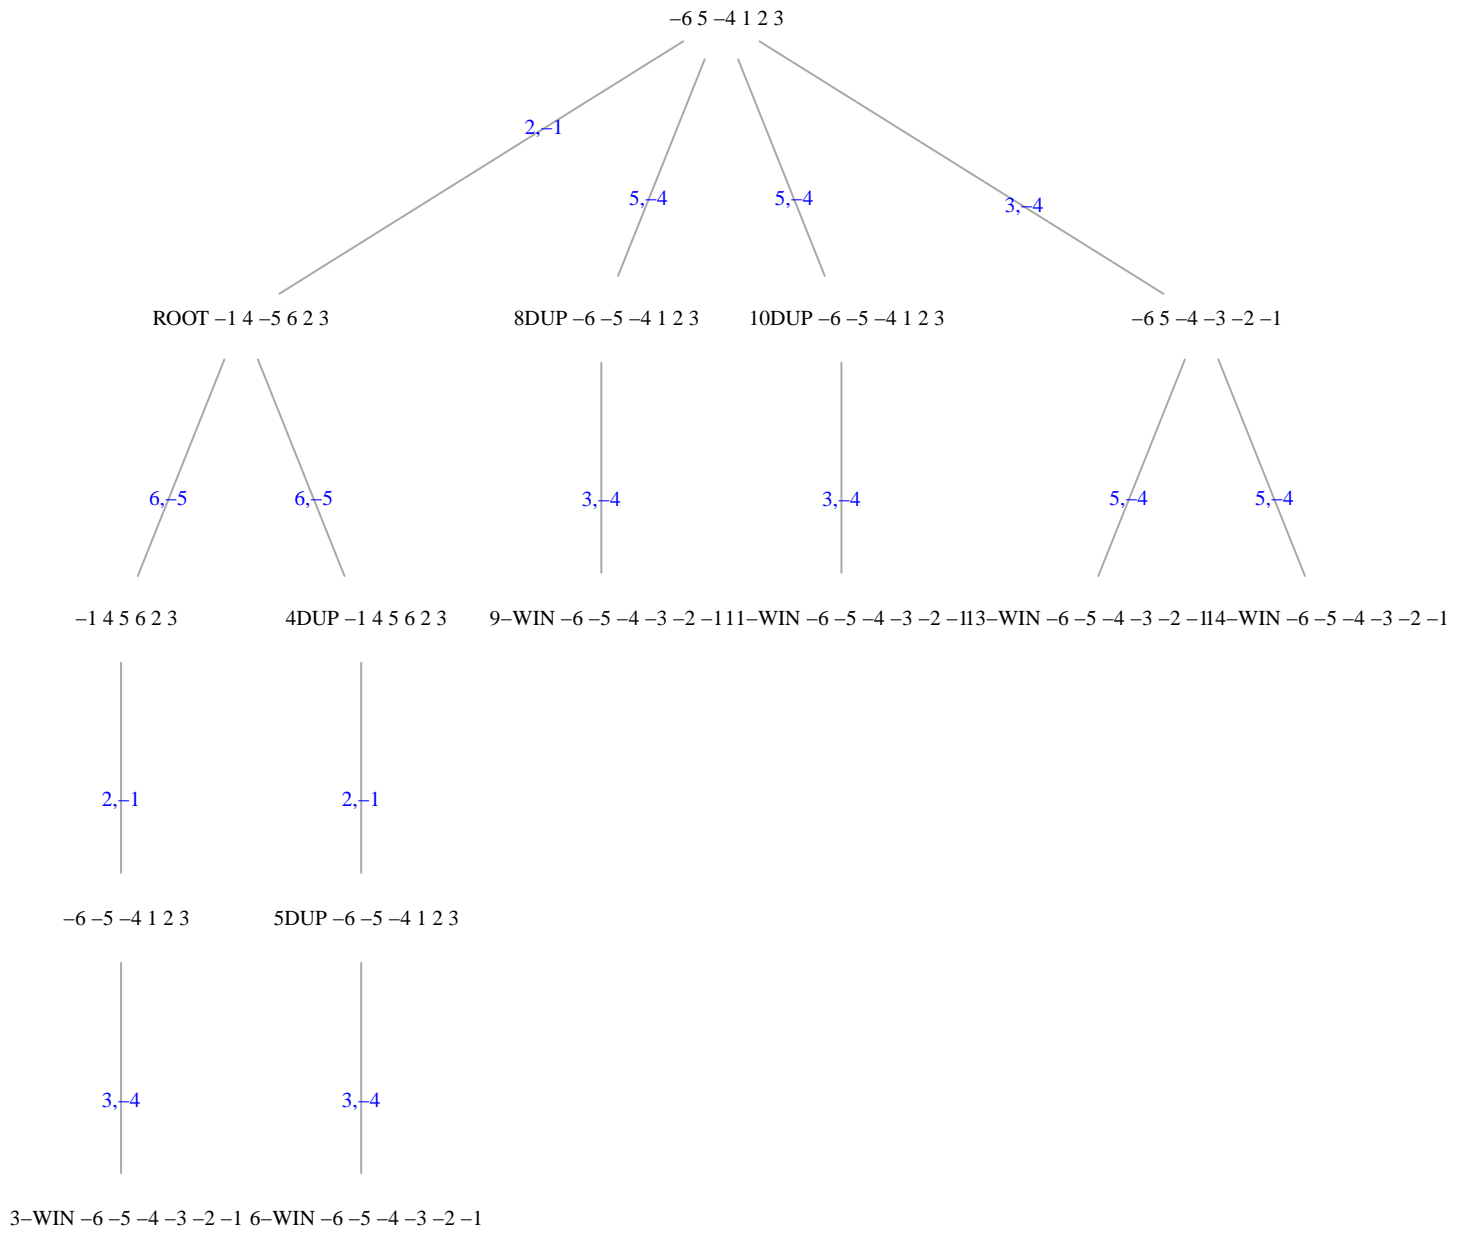 −6 5 −4 1 2 3
2,−1
5,−4
5,−4
3,−4
ROOT −1 4 −5 6 2 3
8DUP −6 −5 −4 1 2 3
10DUP −6 −5 −4 1 2 3
−6 5 −4 −3 −2 −1
6,−5
6,−5
3,−4
3,−4
5,−4
5,−4
−1 4 5 6 2 3
4DUP −1 4 5 6 2 3
9−WIN −6 −5 −4 −3 −2 −1
11−WIN −6 −5 −4 −3 −2 −1
13−WIN −6 −5 −4 −3 −2 −1
14−WIN −6 −5 −4 −3 −2 −1
2,−1
2,−1
−6 −5 −4 1 2 3
5DUP −6 −5 −4 1 2 3
3,−4
3,−4
3−WIN −6 −5 −4 −3 −2 −1
6−WIN −6 −5 −4 −3 −2 −1